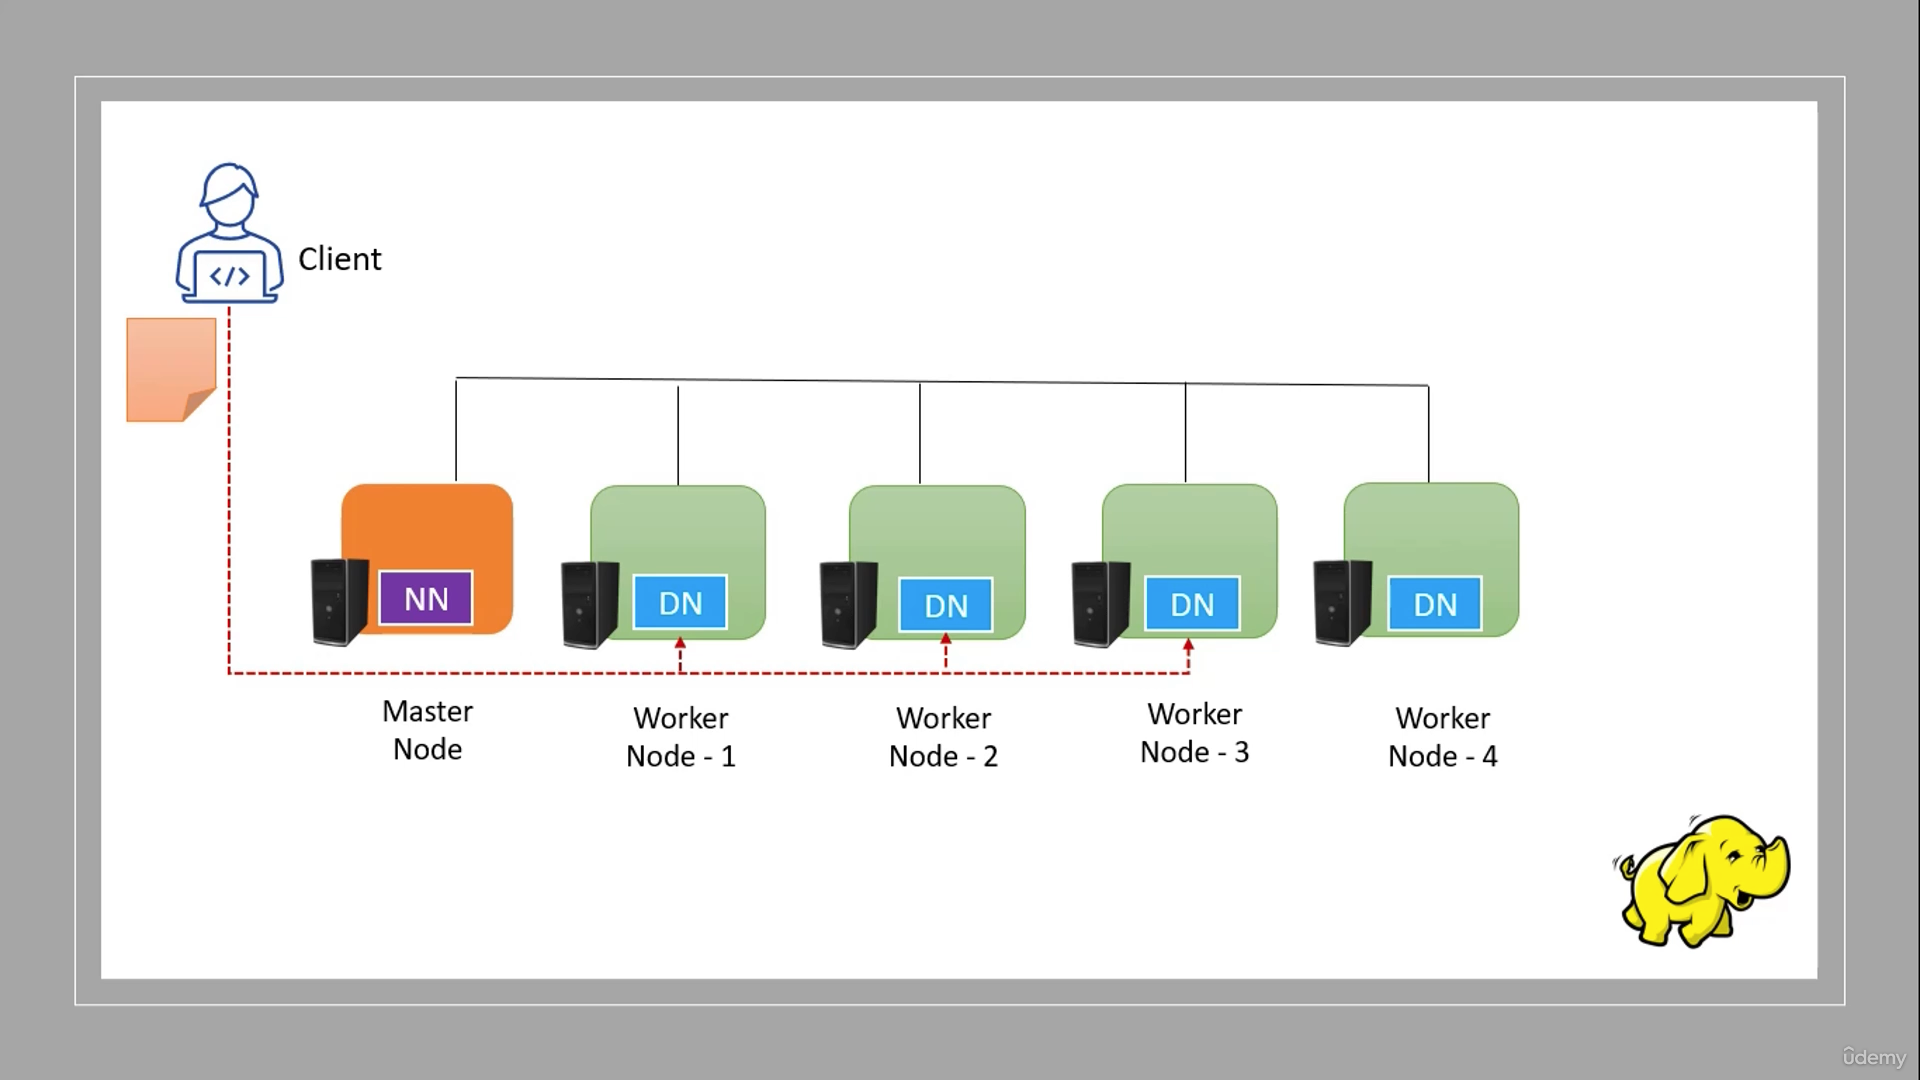 </>
Client
NN
DN
DN
DN
DN
Master
Node
Worker
Node - 1
Worker
Node - 2
Worker
Node - 3
Worker
Node - 4
ûdemy